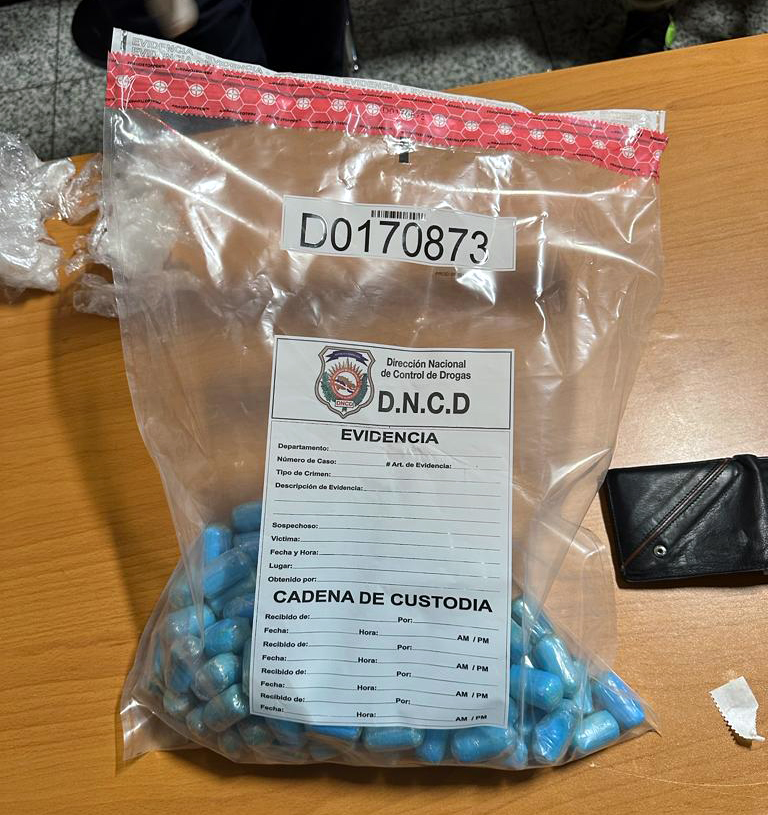 EVIDENCIA
D0170873
Dirección Nacional
de Control de Drogas
DNCD
D.N.C.D
EVIDENCIA
Departamento:
Número de Caso: # Art. de Evidencia:
Tipo de Crimen:
Descripción de Evidencia:
Sospechoso:
Victima:
Fecha y Hora:
Lugar:
Obtenido por:
CADENA DE CUSTODIA
Recibido de: Por:
Fecha: Hora: AM / PM
Recibido de: Por:
Fecha: Hora: AM / PM
Recibido de: Por:
Fecha: Hora: AM / PM
Recibido de: Por:
Fecha: Hora: AM / PM